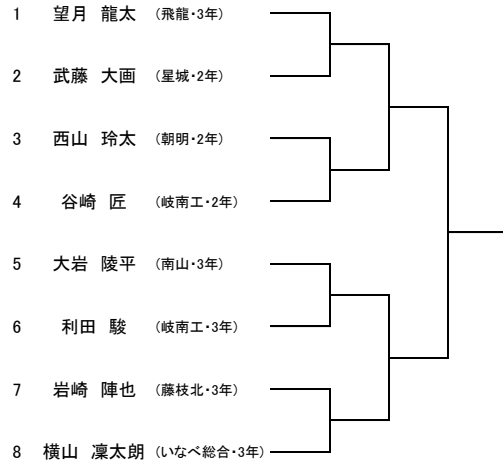 1 望月 龍太 (飛龍・3年)
2 武藤 大画 (星城・2年)
3 西山 玲太 (朝明・2年)
4 谷崎 匠 (岐南工・2年)
5 大岩 陵平 (南山・3年)
6 利田 駿 (岐南工・3年)
7 岩崎 陣也 (藤枝北・3年)
8 横山 凜太朗 (いなべ総合・3年)